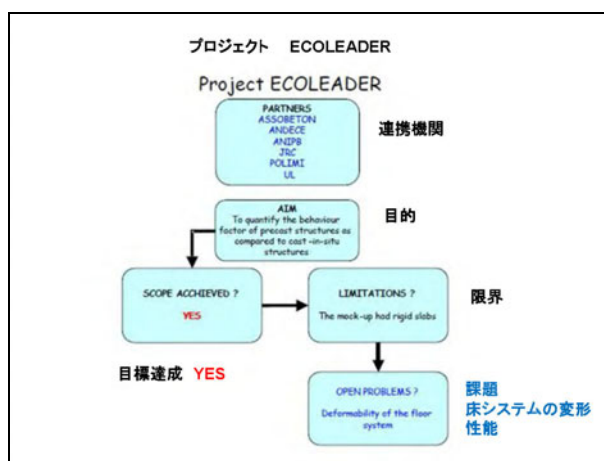 プロジェクト ECOLEADER
Project ECOLEADER
PARTNERS
ASSOBETON
ANDECE
ANIPB
JRC
POLIMI
UL
連携機関
AIM
To quantify the behaviour
factor of precast structures as
compared to cast-in-situ
structures
目的
SCOPE ACCHIEVED ?
YES
LIMITATIONS ?
The mock-up had rigid slabs
限界
目標達成 YES
OPEN PROBLEMS ?
Deformability of the floor
system
課題
床システムの変形
性能